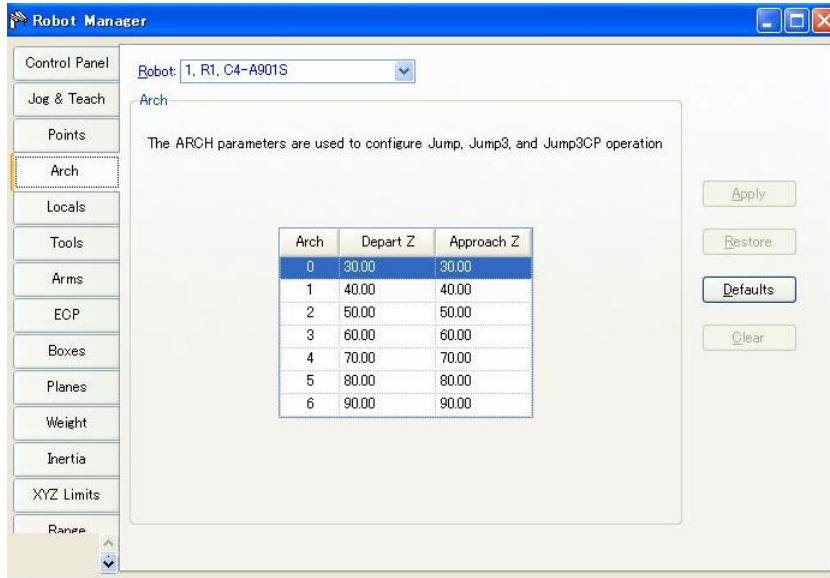 Robot Manager
Control Panel
Jog & Teach
Points
Arch
Locals
Tools
Arms
ECP
Boxes
Planes
Weight
Inertia
XYZ Limits
Range
Robot: 1, R1, C4-A901S
Arch
The ARCH parameters are used to configure Jump, Jump3, and Jump3CP operation
Arch Depart Z Approach Z
0 30.00 30.00
1 40.00 40.00
2 50.00 50.00
3 60.00 60.00
4 70.00 70.00
5 80.00 80.00
6 90.00 90.00
Apply
Restore
Defaults
Clear